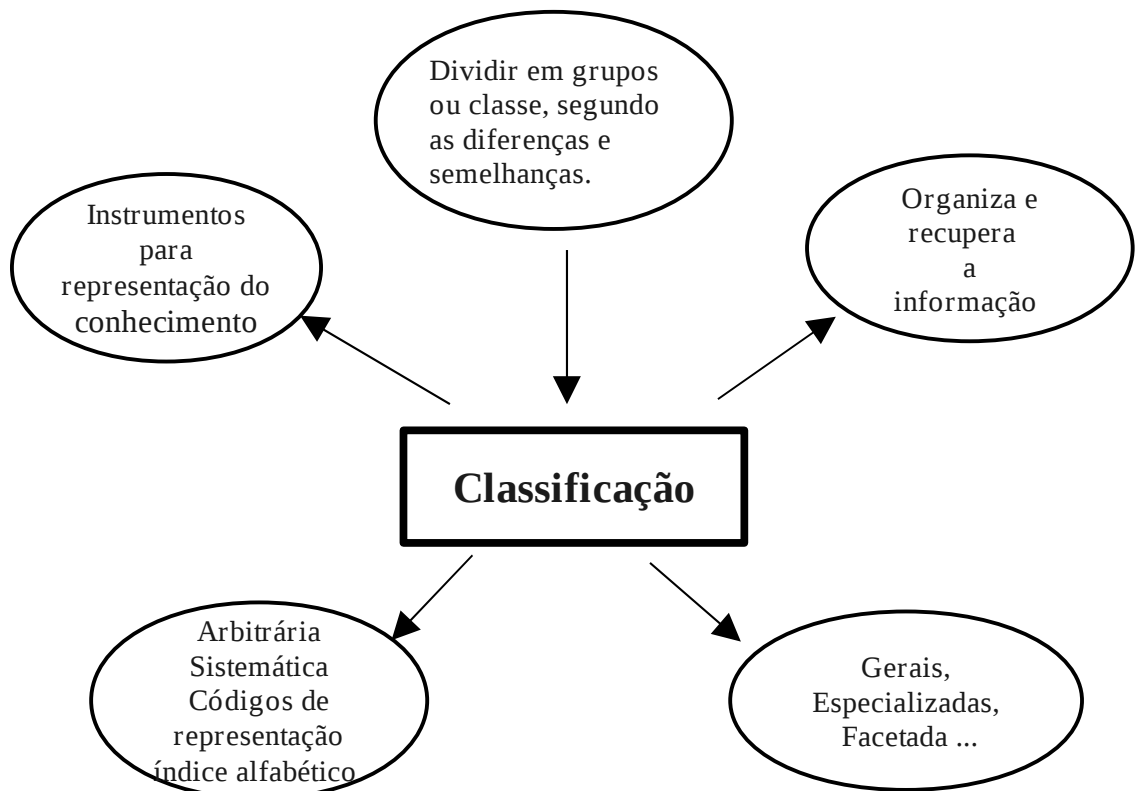 Dividir em grupos
ou classe, segundo
as diferenças e
semelhanças.
Instrumentos
para
representação do
conhecimento
Organiza e
recupera
a
informação
Classificação
Arbitrária
Sistemática
Códigos de
representação
índice alfabético
Gerais,
Especializadas,
Facetada ...